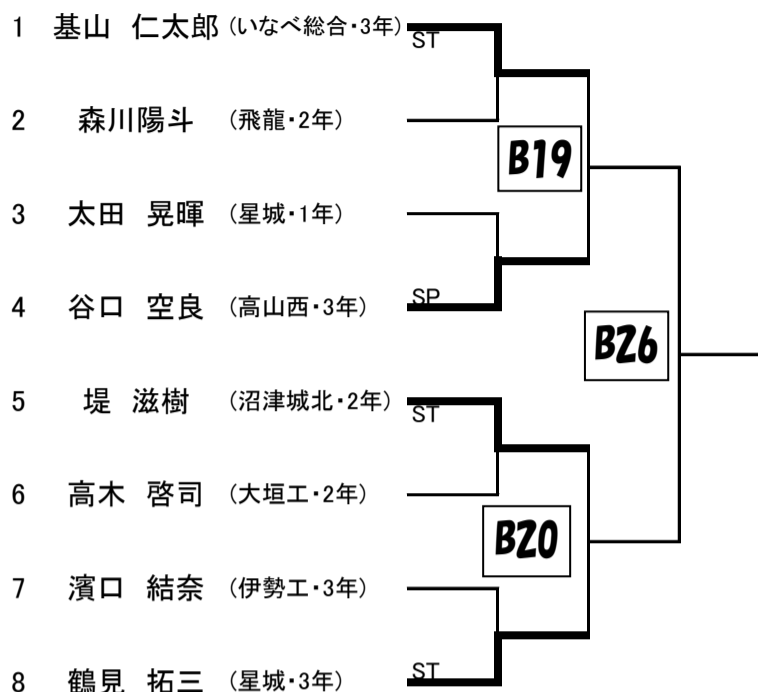 1 基山 仁太郎 (いなべ総合・3年)
ST
2 森川陽斗 (飛龍・2年)
B19
3 太田 晃暉 (星城・1年)
4 谷口 空良 (高山西・3年)
SP
B26
5 堤 滋樹 (沼津城北・2年)
ST
6 高木 啓司 (大垣工・2年)
B20
7 濱口 結奈 (伊勢工・3年)
8 鶴見 拓三 (星城・3年)
ST